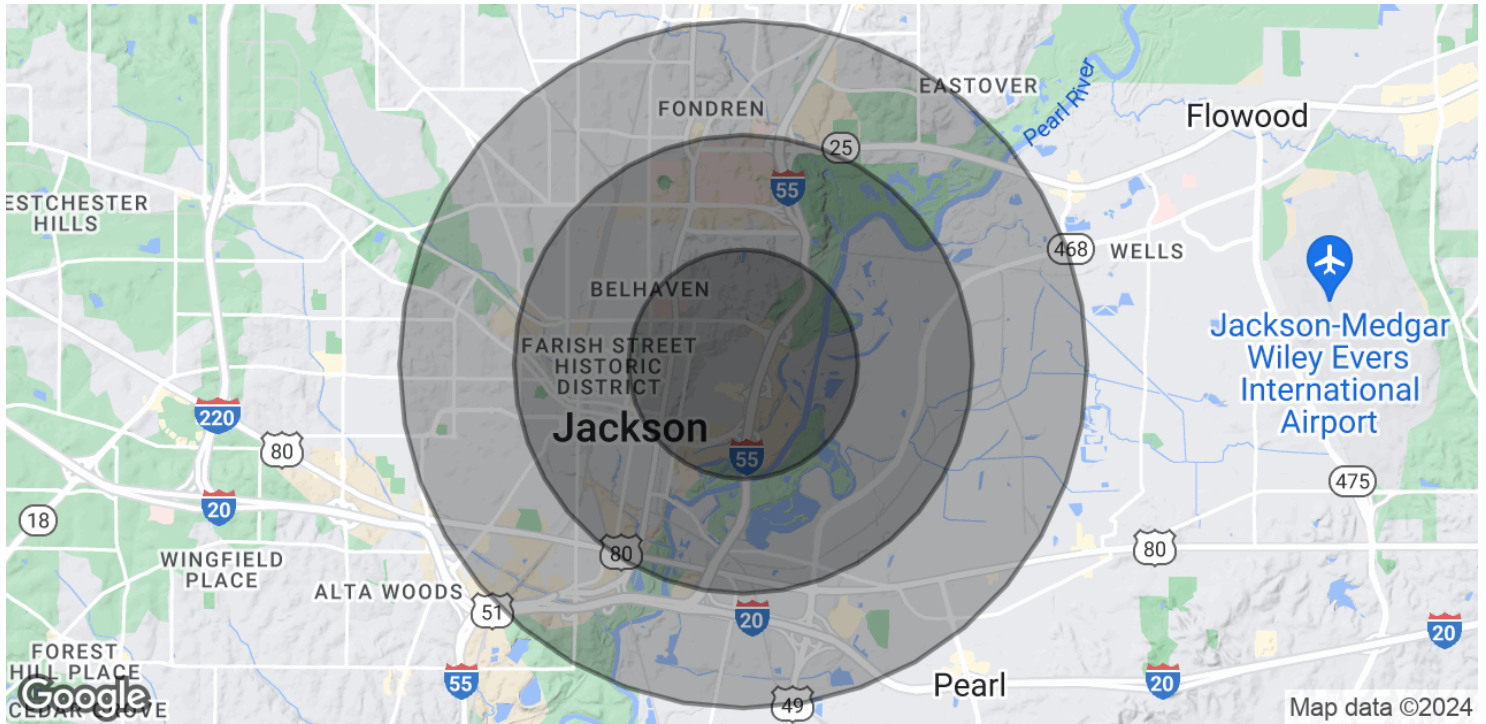 EASTOVER
FONDREN
Pearl River
Flowood
25
55
ESTCHESTER
HILLS
468
WELLS
BELHAVEN
Jackson-Medgar
Wiley Evers
International
Airport
FARISH STREET
HISTORIC
DISTRICT
220
Jackson
80
55
475
20
18
80
80
WINGFIELD
PLACE
ALTA WOODS
51
20
20
FOREST
HILL PLACE
55
Pearl
20
Google
CEDAR GROVE
49
Map data ©2024